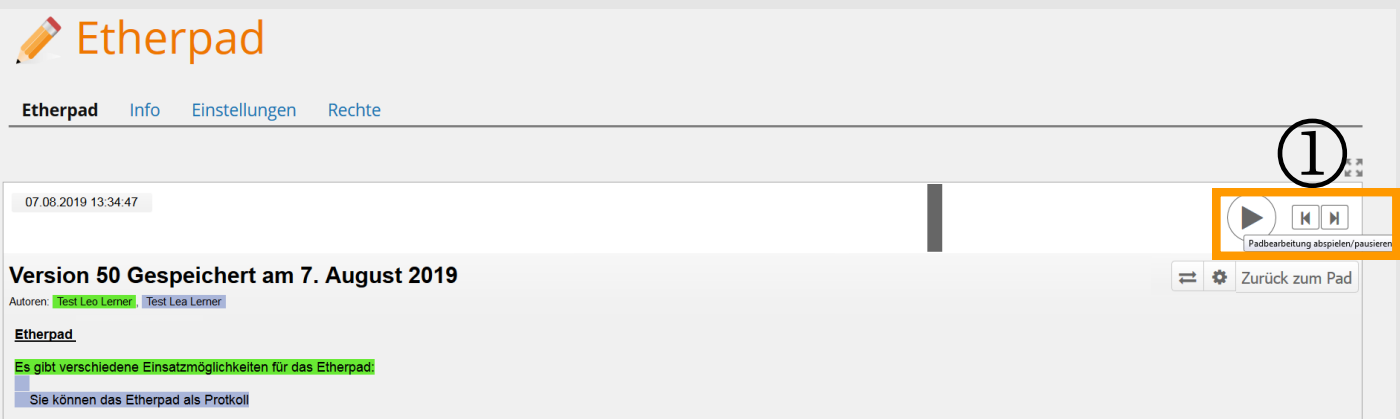 Etherpad
Etherpad Info Einstellungen Rechte
①
07.08.2019 13:34:47
Padbearbeitung abspielen/pausieren
Version 50 Gespeichert am 7. August 2019
Zurück zum Pad
Autoren: Test Leo Lerner, Test Lea Lerner
Etherpad
Es gibt verschiedene Einsatzmöglichkeiten für das Etherpad:
Sie können das Etherpad als Protkoll